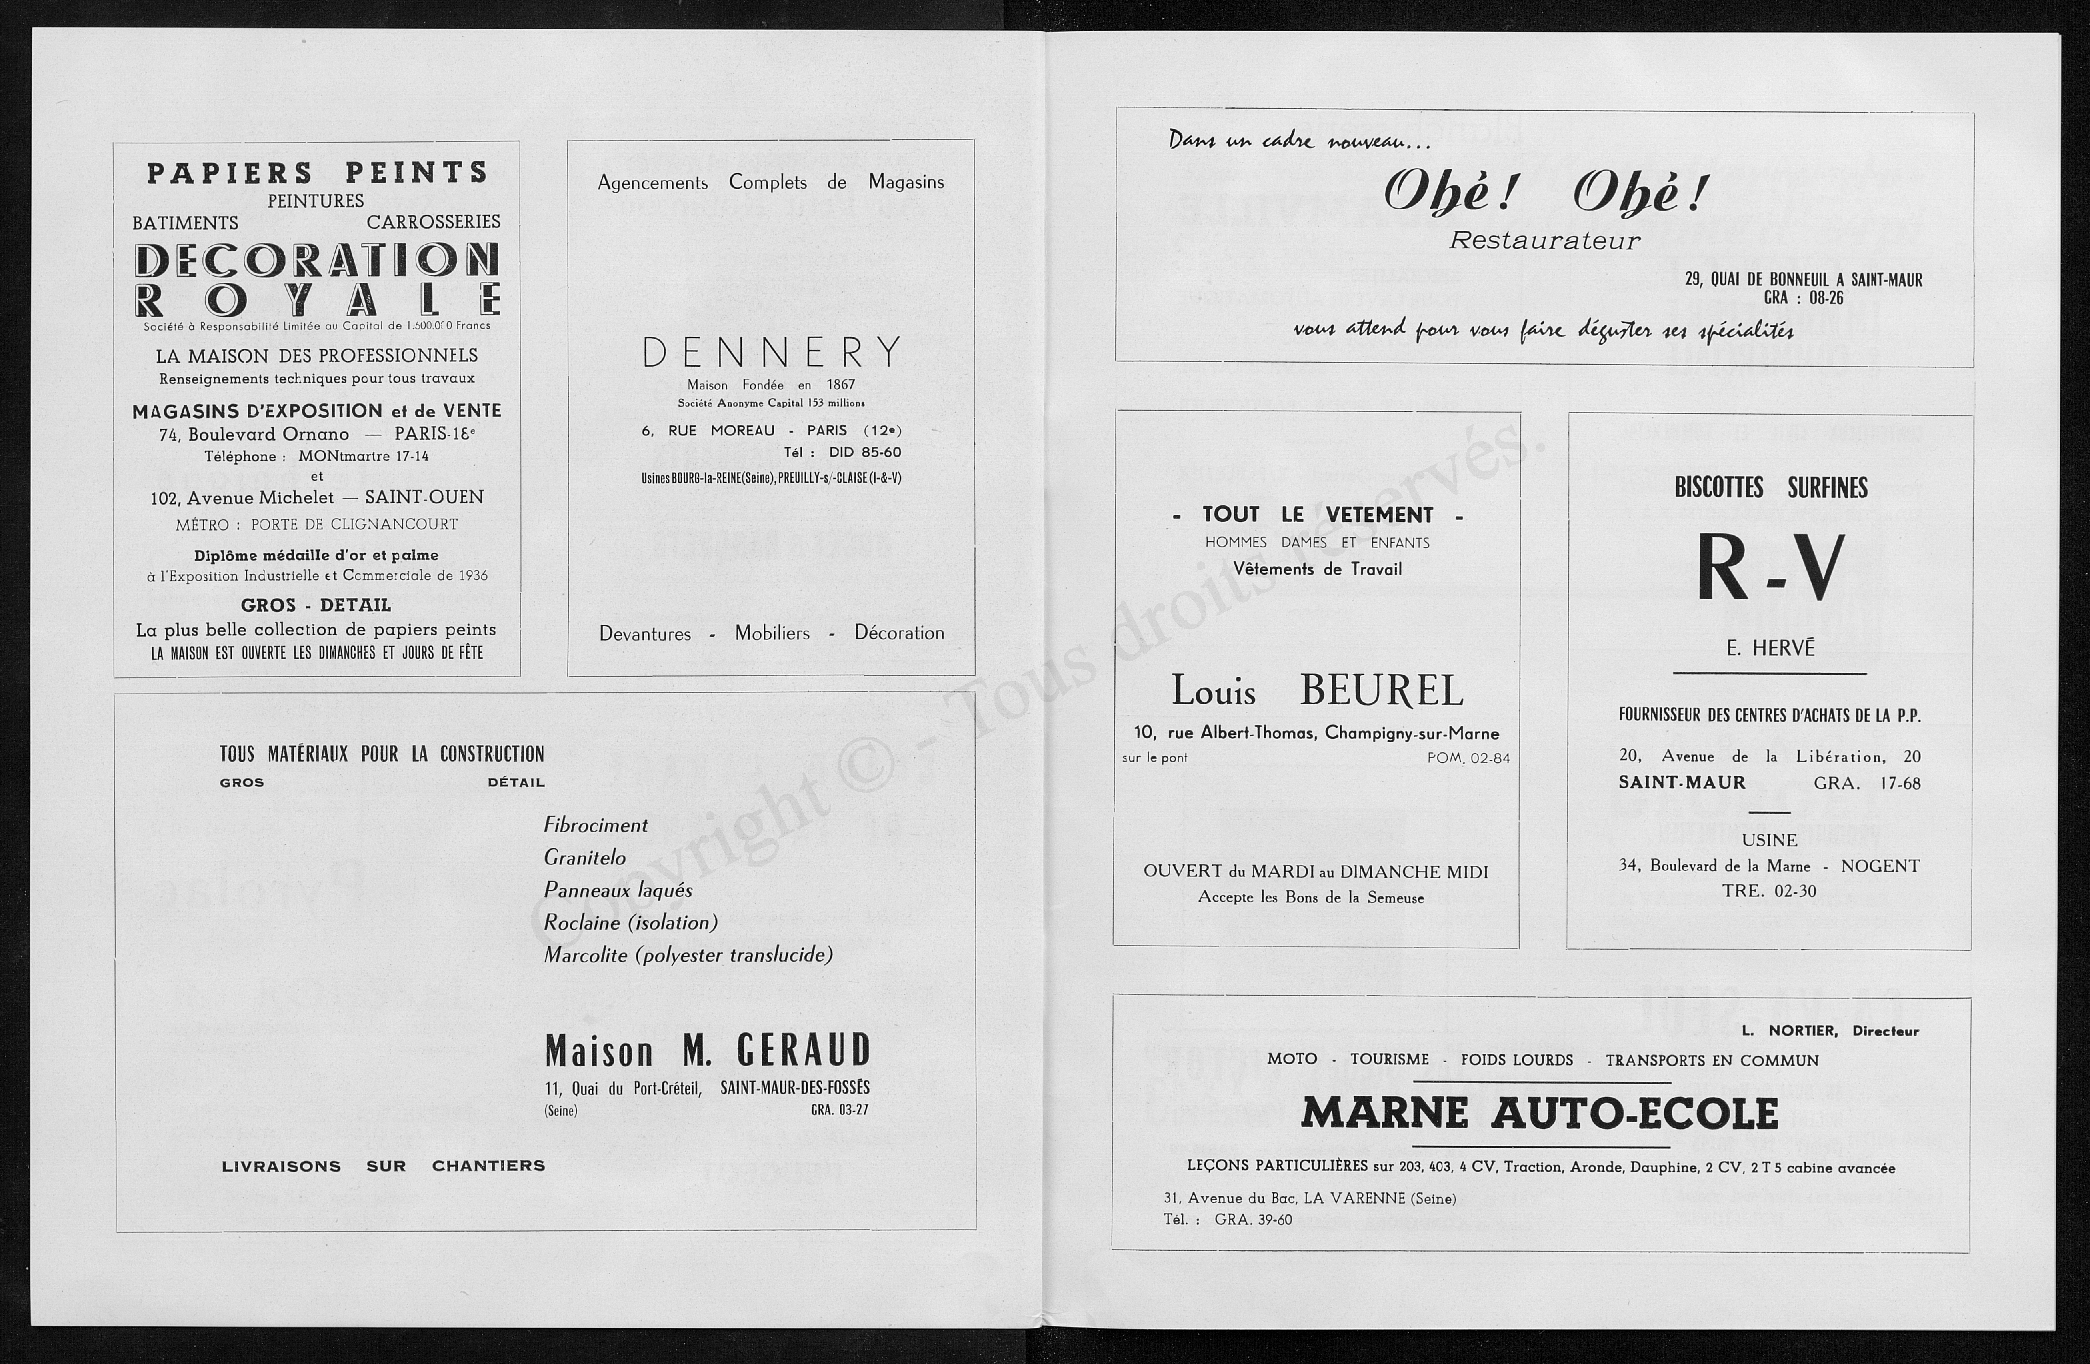 PAPIERS PEINTS
PEINTURES
BATIMENTS CARROSSERIES
DECORATION
ROYALE
Société à Responsabilité Limitée au Capital de 1.500.000 Francs
LA MAISON DES PROFESSIONNELS
Renseignements techniques pour tous travaux
MAGASINS D'EXPOSITION et de VENTE
74, Boulevard Ornano — PARIS-18e
Téléphone : MONtmartre 17-14
et
102, Avenue Michelet — SAINT-OUEN
MÉTRO : PORTE DE CLIGNANCOURT
Diplôme médaille d'or et palme
à l'Exposition Industrielle et Commerciale de 1936
GROS - DETAIL
La plus belle collection de papiers peints
LA MAISON EST OUVERTE LES DIMANCHES ET JOURS DE FÊTE
Agencements Complets de Magasins
DENNERY
Maison Fondée en 1867
Société Anonyme Capital 153 millions
6, RUE MOREAU - PARIS (12e)
Tél : DID 85-60
Usines BOURG-la-REINE (Seine), PREUILLY-s/-CLAISE (I-&-V)
Devantures - Mobiliers - Décoration
TOUS MATÉRIAUX POUR LA CONSTRUCTION
GROS DÉTAIL
Fibrociment
Granitelo
Panneaux laqués
Roclaine (isolation)
Marcolite (polyester translucide)
Maison M. GERAUD
11, Quai du Port-Créteil, SAINT-MAUR-DES-FOSSÉS
(Seine) GRA. 03-27
LIVRAISONS SUR CHANTIERS
Dans un cadre nouveau...
Ohé ! Ohé !
Restaurateur
29, QUAI DE BONNEUIL A SAINT-MAUR
GRA : 08-26
vous attend pour vous faire déguster ses spécialités
- TOUT LE VETEMENT -
HOMMES DAMES ET ENFANTS
Vêtements de Travail
Louis BEUREL
10, rue Albert-Thomas, Champigny-sur-Marne
sur le pont POM. 02-84
OUVERT du MARDI au DIMANCHE MIDI
Accepte les Bons de la Semeuse
BISCOTTES SURFINES
R-V
E. HERVÉ
FOURNISSEUR DES CENTRES D'ACHATS DE LA P.P.
20, Avenue de la Libération, 20
SAINT-MAUR GRA. 17-68
USINE
34, Boulevard de la Marne - NOGENT
TRE. 02-30
L. NORTIER, Directeur
MOTO - TOURISME - FOIDS LOURDS - TRANSPORTS EN COMMUN
MARNE AUTO-ECOLE
LEÇONS PARTICULIÈRES sur 203, 403, 4 CV, Traction, Aronde, Dauphine, 2 CV, 2 T 5 cabine avancée
31, Avenue du Bac, LA VARENNE (Seine)
Tél. : GRA. 39-60
Copyright © - Tous droits réservés.